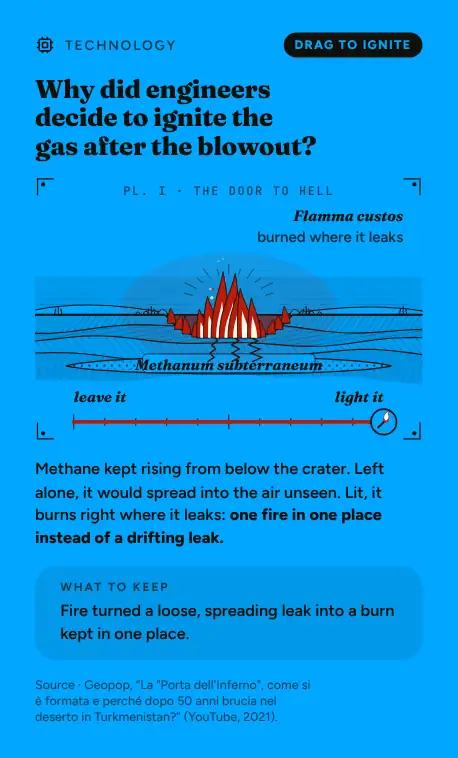 TECHNOLOGY
DRAG TO IGNITE
Why did engineers
decide to ignite the
gas after the blowout?
PL. I · THE DOOR TO HELL
Flamma custos
burned where it leaks
Methanum subterraneum
leave it
light it
Methane kept rising from below the crater. Left
alone, it would spread into the air unseen. Lit, it
burns right where it leaks: one fire in one place
instead of a drifting leak.
WHAT TO KEEP
Fire turned a loose, spreading leak into a burn
kept in one place.
Source · Geopop, "La "Porta dell'Inferno", come si
è formata e perché dopo 50 anni brucia nel
deserto in Turkmenistan?" (YouTube, 2021).